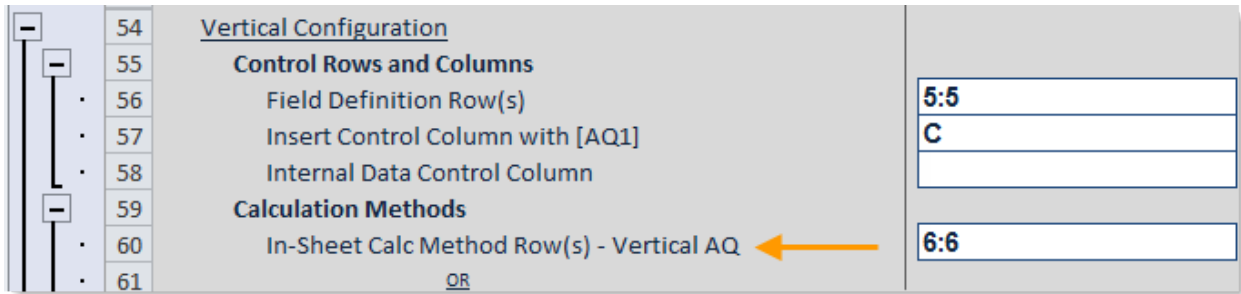 54 Vertical Configuration
55 Control Rows and Columns
56 Field Definition Row(s) 5:5
57 Insert Control Column with [AQ1] C
58 Internal Data Control Column
59 Calculation Methods
60 In-Sheet Calc Method Row(s) - Vertical AQ 6:6
61 OR